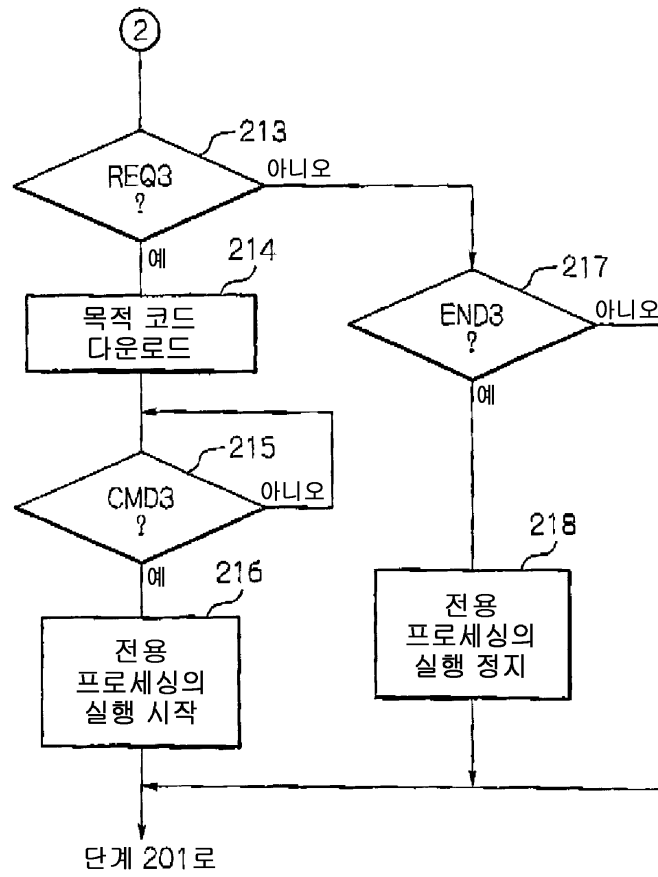 2
213
REQ3
?
아니오
예
214
목적 코드
다운로드
217
END3
?
아니오
예
215
CMD3
?
아니오
예
216
전용
프로세싱의
실행 시작
218
전용
프로세싱의
실행 정지
단계 201로